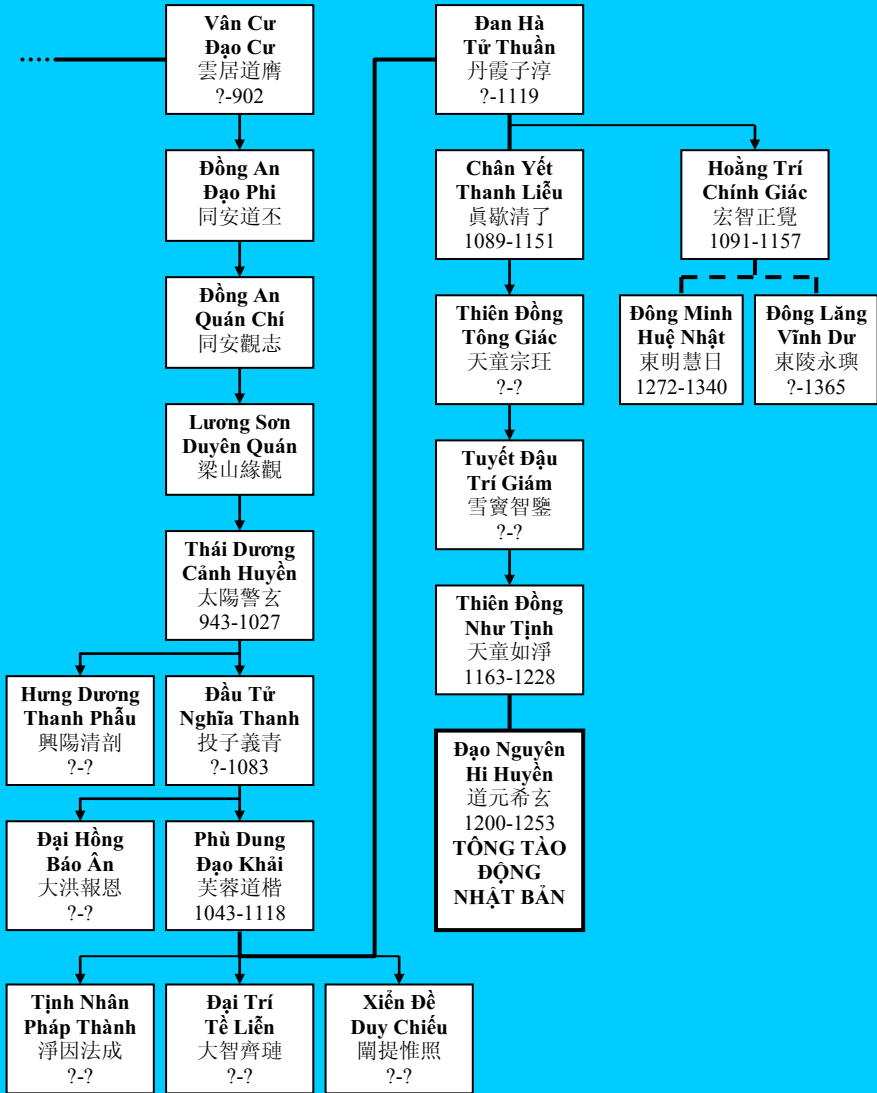 Vân Cư
Đạo Cư
雲居道膺
?-902
Đồng An
Đạo Phi
同安道丕
Đồng An
Quán Chí
同安觀志
Lương Sơn
Duyên Quán
梁山緣觀
Thái Dương
Cảnh Huyền
太陽警玄
943-1027
Hưng Dương
Thanh Phẫu
興陽清剖
?-?
Đầu Tử
Nghĩa Thanh
投子義青
?-1083
Đại Hồng
Báo Ân
大洪報恩
?-?
Phù Dung
Đạo Khải
芙蓉道楷
1043-1118
Tịnh Nhân
Pháp Thành
淨因法成
?-?
Đại Trí
Tề Liễn
大智齊璉
?-?
Xiển Đề
Duy Chiếu
闡提惟照
?-?
Đan Hà
Tử Thuần
丹霞子淳
?-1119
Chân Yết
Thanh Liễu
眞歇清了
1089-1151
Hoằng Trí
Chính Giác
宏智正覺
1091-1157
Thiên Đồng
Tông Giác
天童宗玨
?-?
Đông Minh
Huệ Nhật
東明慧日
1272-1340
Đông Lăng
Vĩnh Dư
東陵永璵
?-1365
Tuyết Đậu
Trí Giám
雪竇智鑒
?-?
Thiên Đồng
Như Tịnh
天童如淨
1163-1228
Đạo Nguyên
Hi Huyền
道元希玄
1200-1253
TÔNG TÀO
ĐỘNG
NHẬT BẢN